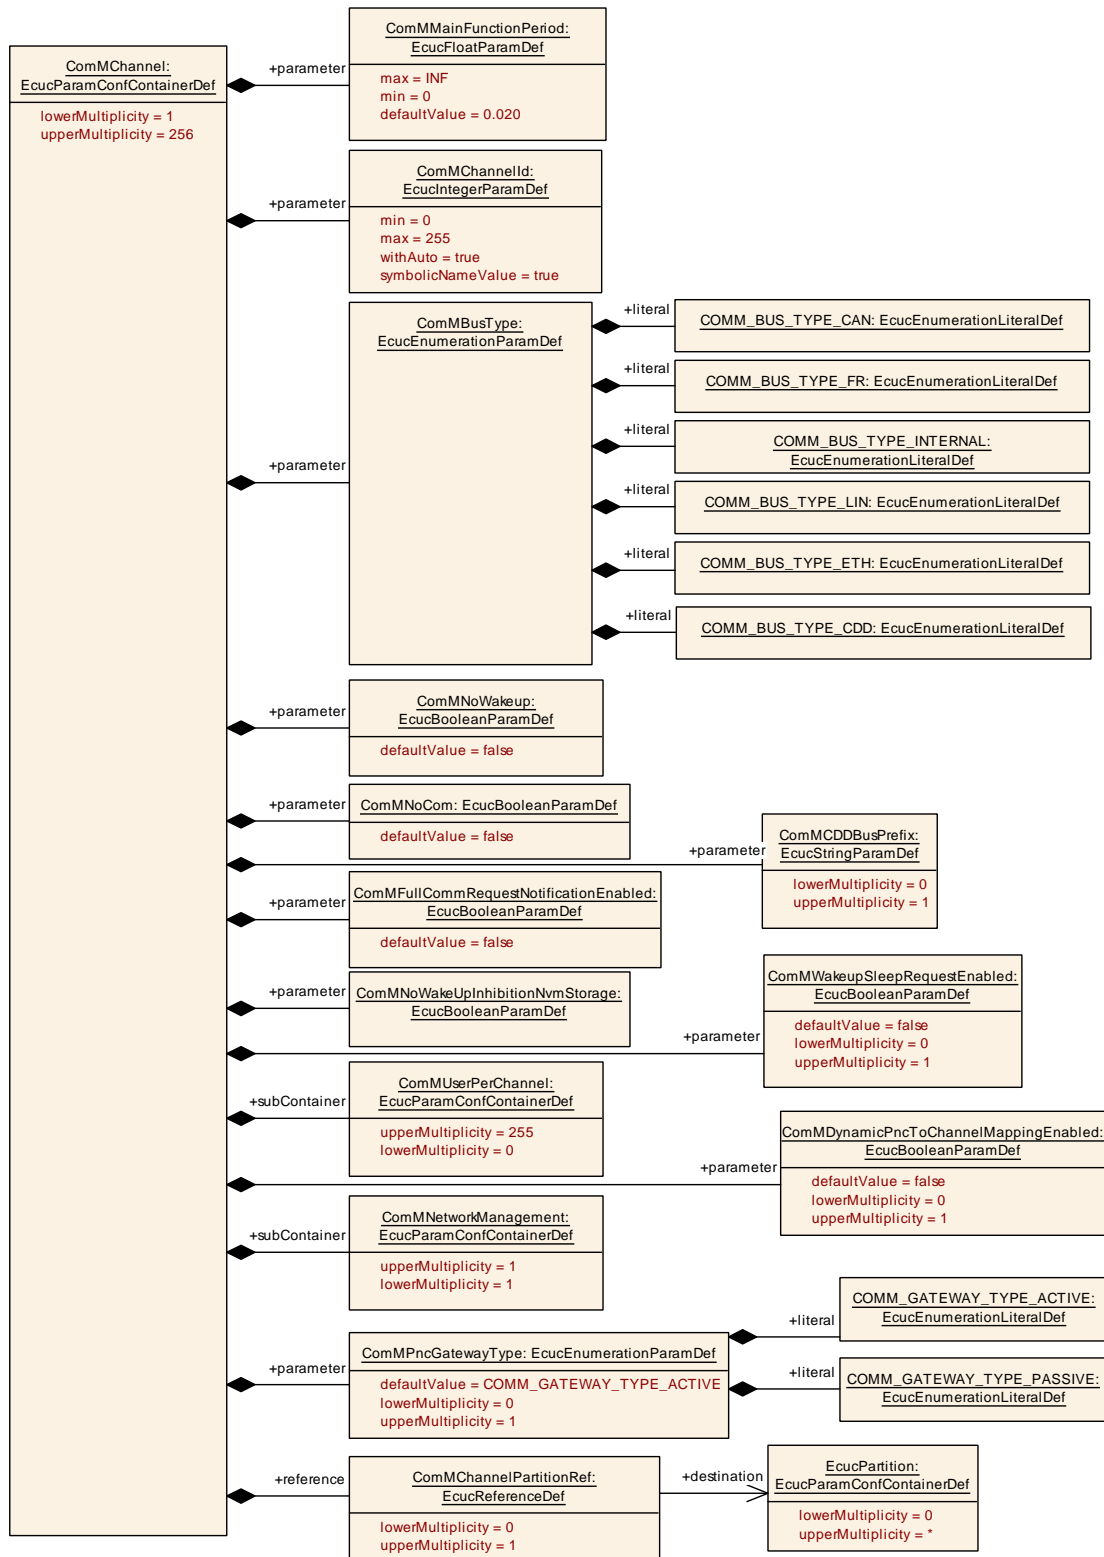 ComMChannel:
EcucParamConfContainerDef
lowerMultiplicity = 1
upperMultiplicity = 256
+parameter
ComMMainFunctionPeriod:
EcucFloatParamDef
max = INF
min = 0
defaultValue = 0.020
+parameter
ComMChannelId:
EcucIntegerParamDef
min = 0
max = 255
withAuto = true
symbolicNameValue = true
+parameter
ComMBusType:
EcucEnumerationParamDef
+literal
COMM_BUS_TYPE_CAN: EcucEnumerationLiteralDef
+literal
COMM_BUS_TYPE_FR: EcucEnumerationLiteralDef
+literal
COMM_BUS_TYPE_INTERNAL:
EcucEnumerationLiteralDef
+literal
COMM_BUS_TYPE_LIN: EcucEnumerationLiteralDef
+literal
COMM_BUS_TYPE_ETH: EcucEnumerationLiteralDef
+literal
COMM_BUS_TYPE_CDD: EcucEnumerationLiteralDef
+parameter
ComMNoWakeup:
EcucBooleanParamDef
defaultValue = false
+parameter
ComMNoCom: EcucBooleanParamDef
defaultValue = false
+parameter
ComMCDDBusPrefix:
EcucStringParamDef
lowerMultiplicity = 0
upperMultiplicity = 1
+parameter
ComMFullCommRequestNotificationEnabled:
EcucBooleanParamDef
defaultValue = false
+parameter
ComMNoWakeUpInhibitionNvmStorage:
EcucBooleanParamDef
+parameter
ComMWakeupSleepRequestEnabled:
EcucBooleanParamDef
defaultValue = false
lowerMultiplicity = 0
upperMultiplicity = 1
+subContainer
ComMUserPerChannel:
EcucParamConfContainerDef
upperMultiplicity = 255
lowerMultiplicity = 0
+parameter
ComMDynamicPncToChannelMappingEnabled:
EcucBooleanParamDef
defaultValue = false
lowerMultiplicity = 0
upperMultiplicity = 1
+subContainer
ComMNetworkManagement:
EcucParamConfContainerDef
upperMultiplicity = 1
lowerMultiplicity = 1
+parameter
ComMPncGatewayType: EcucEnumerationParamDef
defaultValue = COMM_GATEWAY_TYPE_ACTIVE
lowerMultiplicity = 0
upperMultiplicity = 1
+literal
COMM_GATEWAY_TYPE_ACTIVE:
EcucEnumerationLiteralDef
+literal
COMM_GATEWAY_TYPE_PASSIVE:
EcucEnumerationLiteralDef
+reference
ComMChannelPartitionRef:
EcucReferenceDef
lowerMultiplicity = 0
upperMultiplicity = 1
+destination
EcucPartition:
EcucParamConfContainerDef
lowerMultiplicity = 0
upperMultiplicity = *